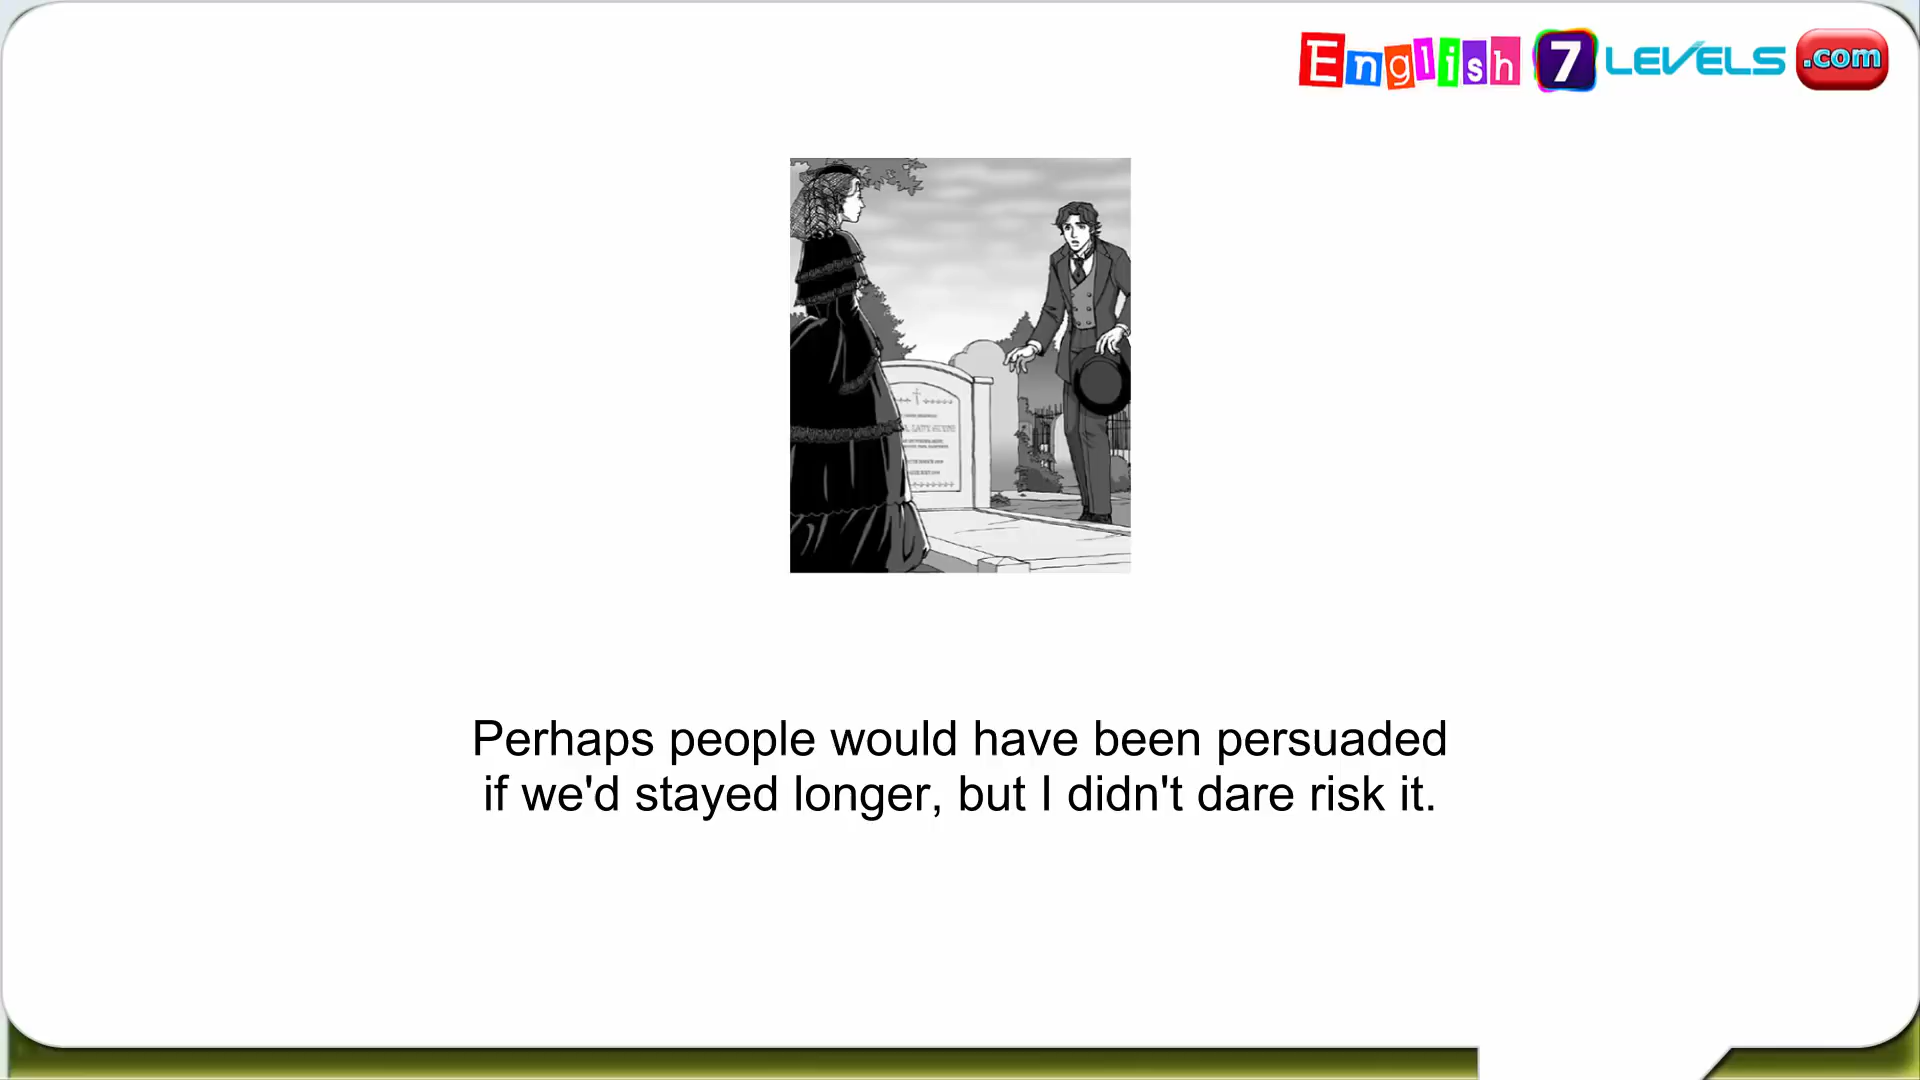 English 7 LEVELS .com
Perhaps people would have been persuaded
if we'd stayed longer, but I didn't dare risk it.